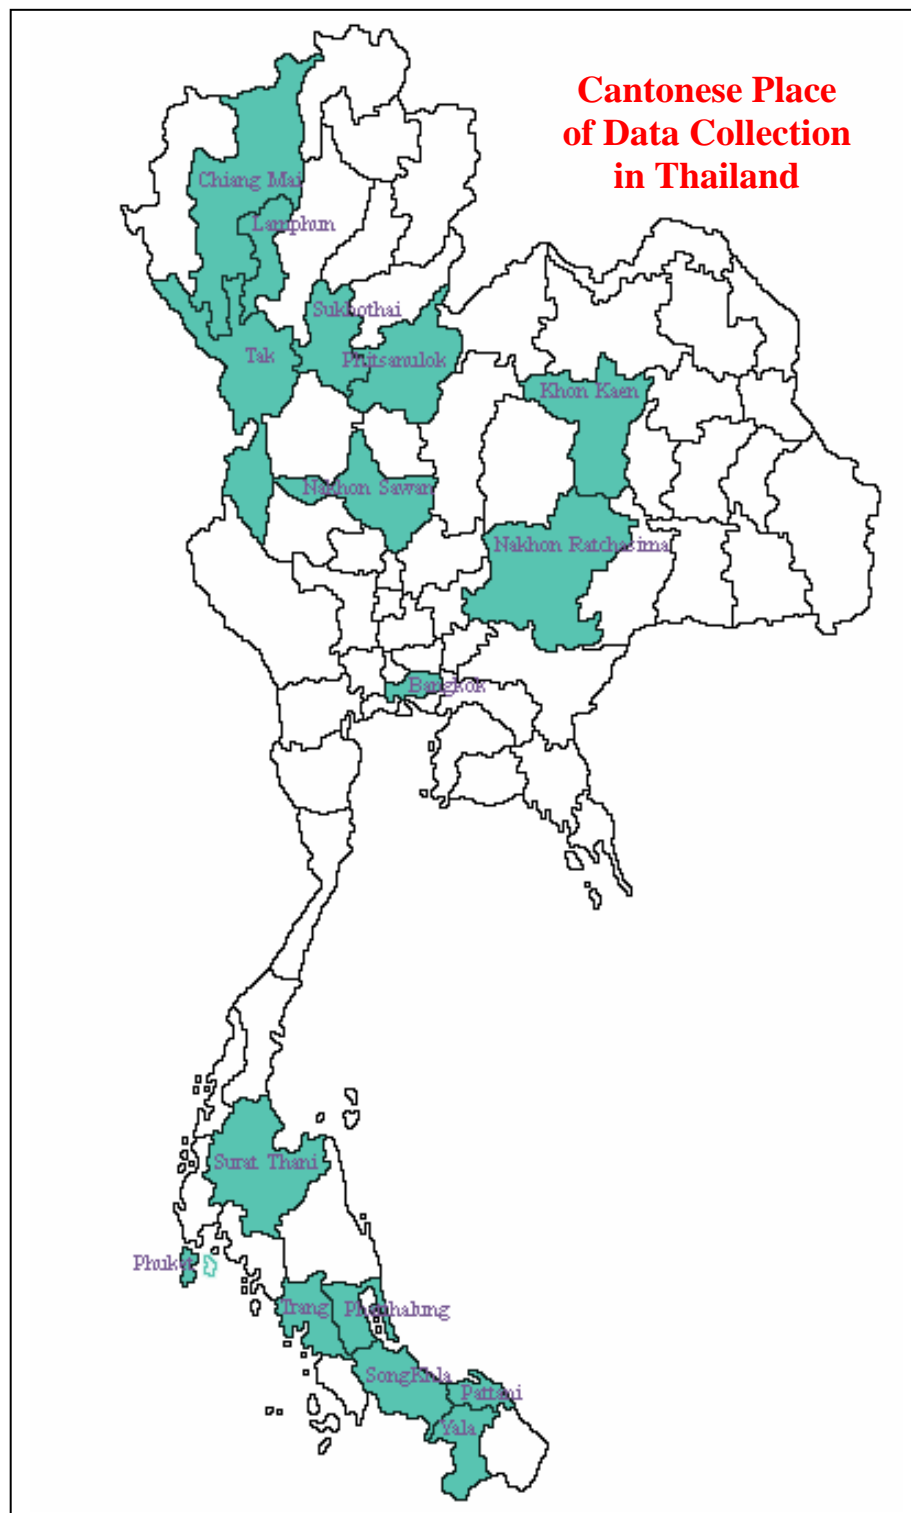 Cantonese Place
of Data Collection
in Thailand
Chiang Mai
Lamphun
Sukhothai
Tak
Phitsanulok
Khon Kaen
Nakhon Sawan
Nakhon Ratchasima
Bangkok
Surat Thani
Phuket
Trang
Phatthalung
SongKhla
Pattani
Yala